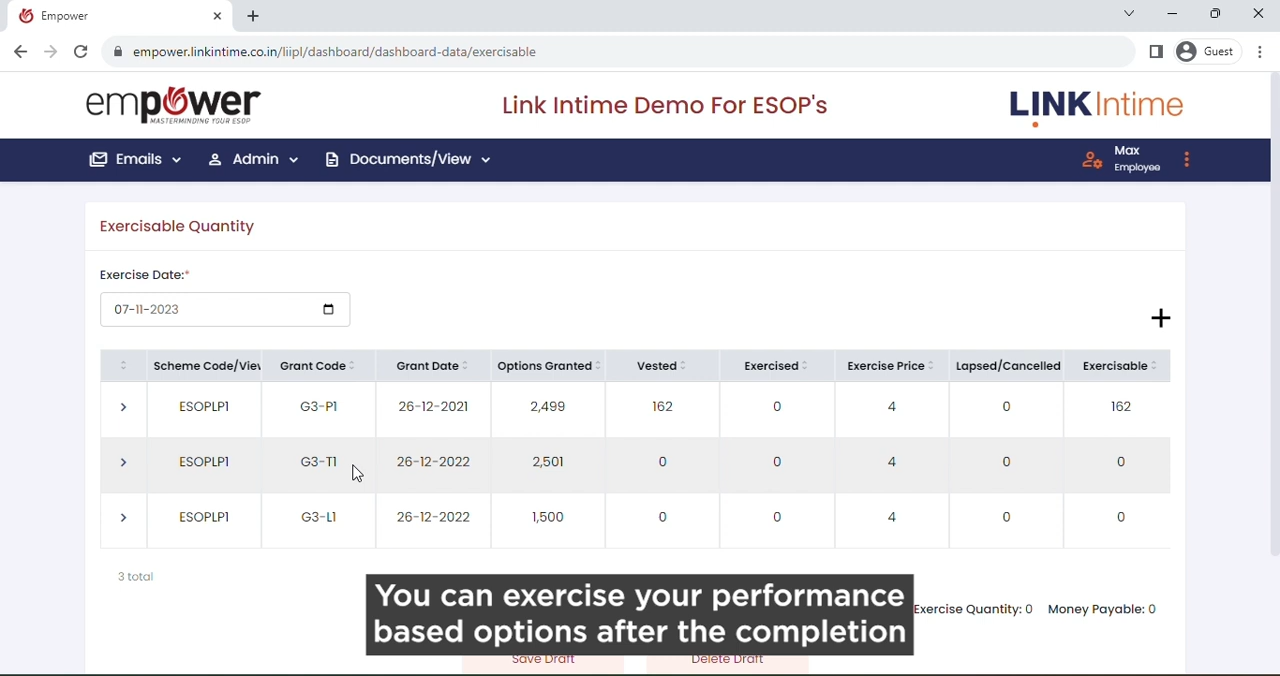 Empower
empower.linkintime.co.in/liipl/dashboard/dashboard-data/exercisable
Guest
empower
MASTERMINDING YOUR ESOP
Link Intime Demo For ESOP's
LINK Intime
Emails
Admin
Documents/View
Max
Employee
Exercisable Quantity
Exercise Date:*
07-11-2023
Scheme Code/Viev Grant Code Grant Date Options Granted Vested Exercised Exercise Price Lapsed/Cancelled Exercisable
ESOPLP1 G3-P1 26-12-2021 2,499 162 0 4 0 162
ESOPLP1 G3-T1 26-12-2022 2,501 0 0 4 0 0
ESOPLP1 G3-L1 26-12-2022 1,500 0 0 4 0 0
3 total
Exercise Quantity: 0 Money Payable: 0
You can exercise your performance
based options after the completion
Save Draft
Delete Draft